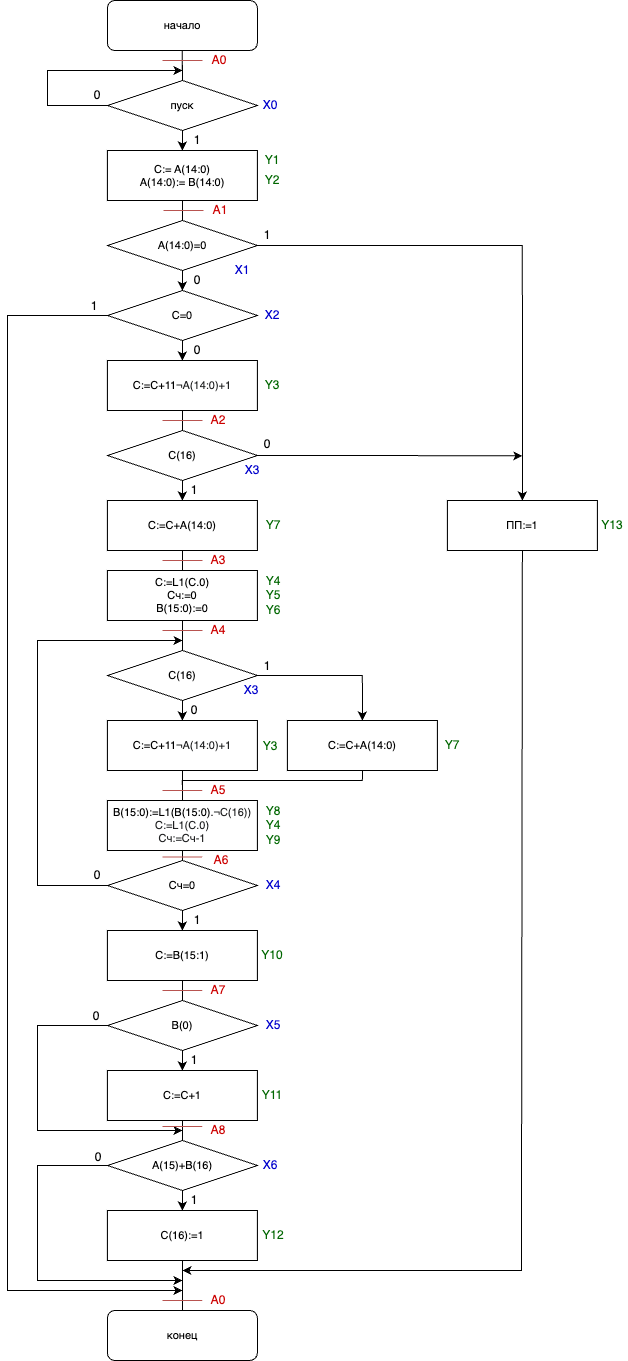 начало
A0
0
пуск
X0
1
C:= A(14:0)
A(14:0):= B(14:0)
Y1
Y2
A1
A(14:0)=0
1
X1
0
1
C=0
X2
0
C:=C+11¬A(14:0)+1
Y3
A2
C(16)
0
X3
1
C:=C+A(14:0)
Y7
ПП:=1
Y13
A3
C:=L1(C.0)
Сч:=0
B(15:0):=0
Y4
Y5
Y6
A4
C(16)
1
X3
0
C:=C+11¬A(14:0)+1
Y3
C:=C+A(14:0)
Y7
A5
B(15:0):=L1(B(15:0).¬C(16))
C:=L1(C.0)
Сч:=Сч-1
Y8
Y4
Y9
A6
0
Сч=0
X4
1
C:=B(15:1)
Y10
A7
0
B(0)
X5
1
C:=C+1
Y11
A8
0
A(15)+B(16)
X6
1
C(16):=1
Y12
A0
конец